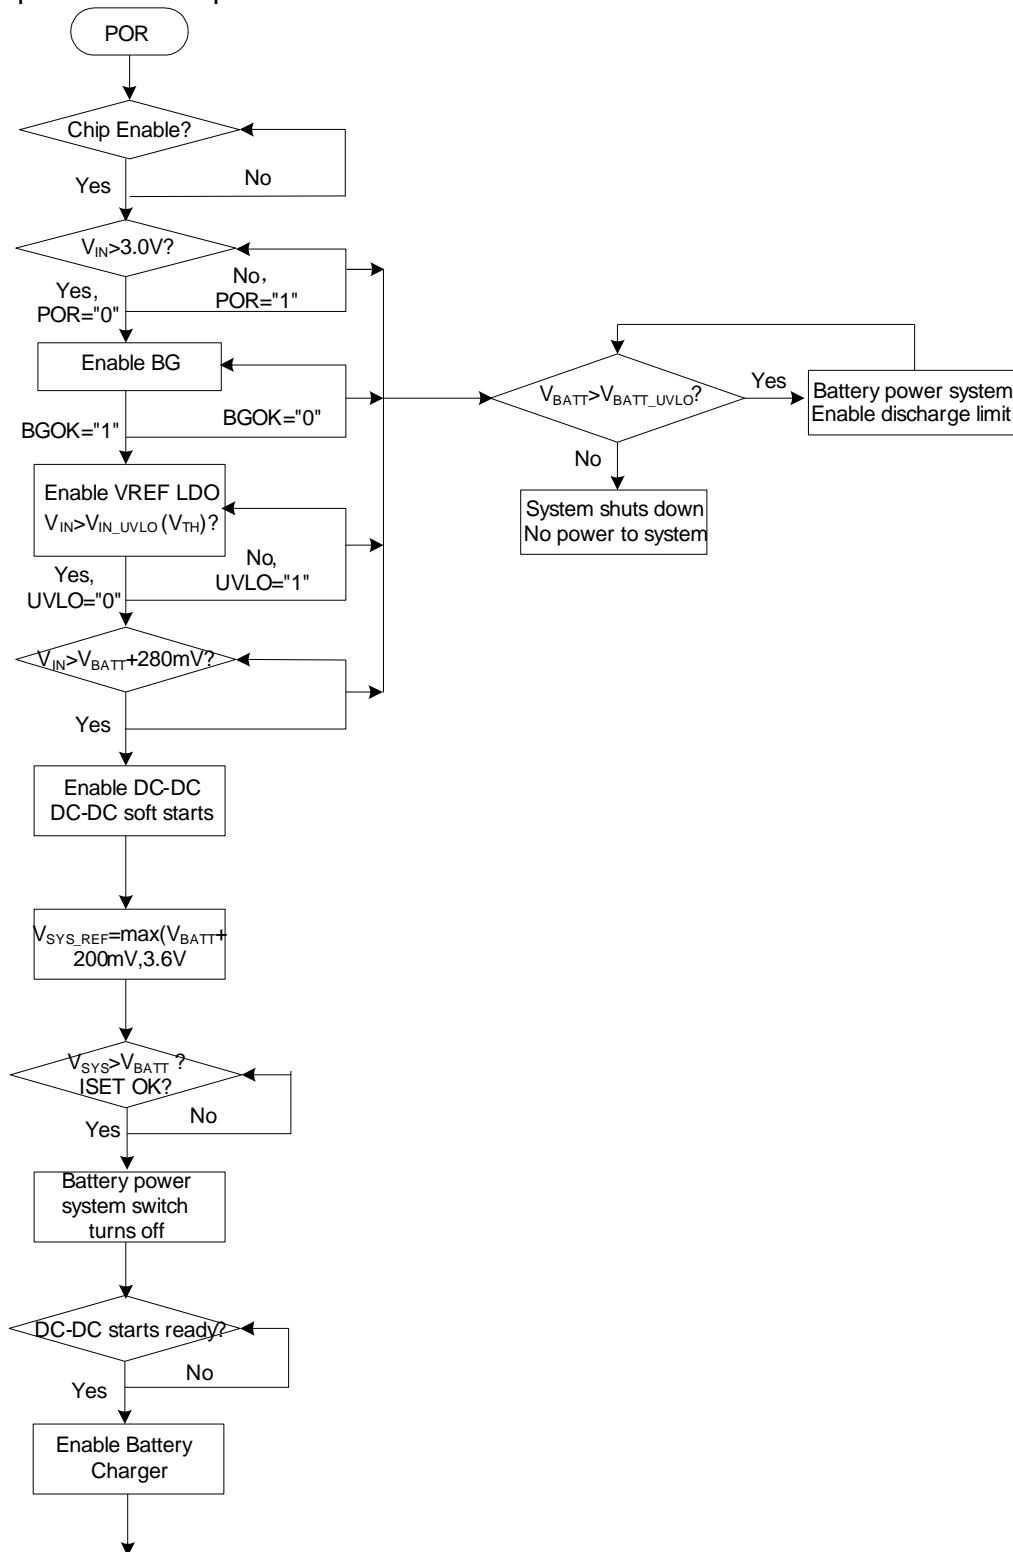 POR
Chip Enable?
Yes
No
V_IN>3.0V?
Yes,
POR="0"
No,
POR="1"
Enable BG
BGOK="1"
BGOK="0"
Enable VREF LDO
V_IN>V_IN_UVLO (V_TH)?
Yes,
UVLO="0"
No,
UVLO="1"
V_IN>V_BATT+280mV?
Yes
Enable DC-DC
DC-DC soft starts
V_SYS_REF=max(V_BATT+
200mV,3.6V
V_SYS>V_BATT ?
ISET OK?
Yes
No
Battery power
system switch
turns off
DC-DC starts ready?
Yes
No
Enable Battery
Charger
V_BATT>V_BATT_UVLO?
Yes
No
Battery power system
Enable discharge limit
System shuts down
No power to system